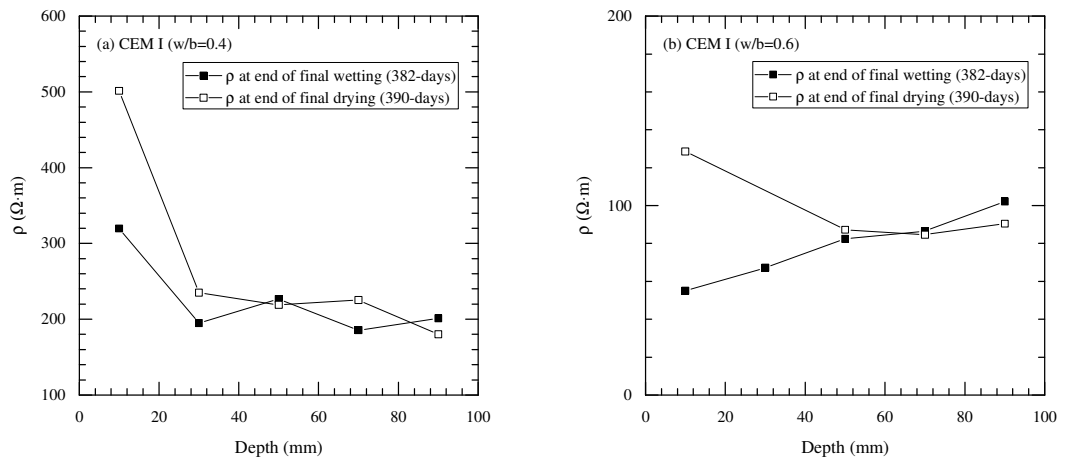 (a) CEM I (w/b=0.4)
ρ at end of final wetting (382-days)
ρ at end of final drying (390-days)
600
500
400
300
200
100
ρ (Ω·m)
0 20 40 60 80 100
Depth (mm)
(b) CEM I (w/b=0.6)
ρ at end of final wetting (382-days)
ρ at end of final drying (390-days)
200
100
0
ρ (Ω·m)
0 20 40 60 80 100
Depth (mm)